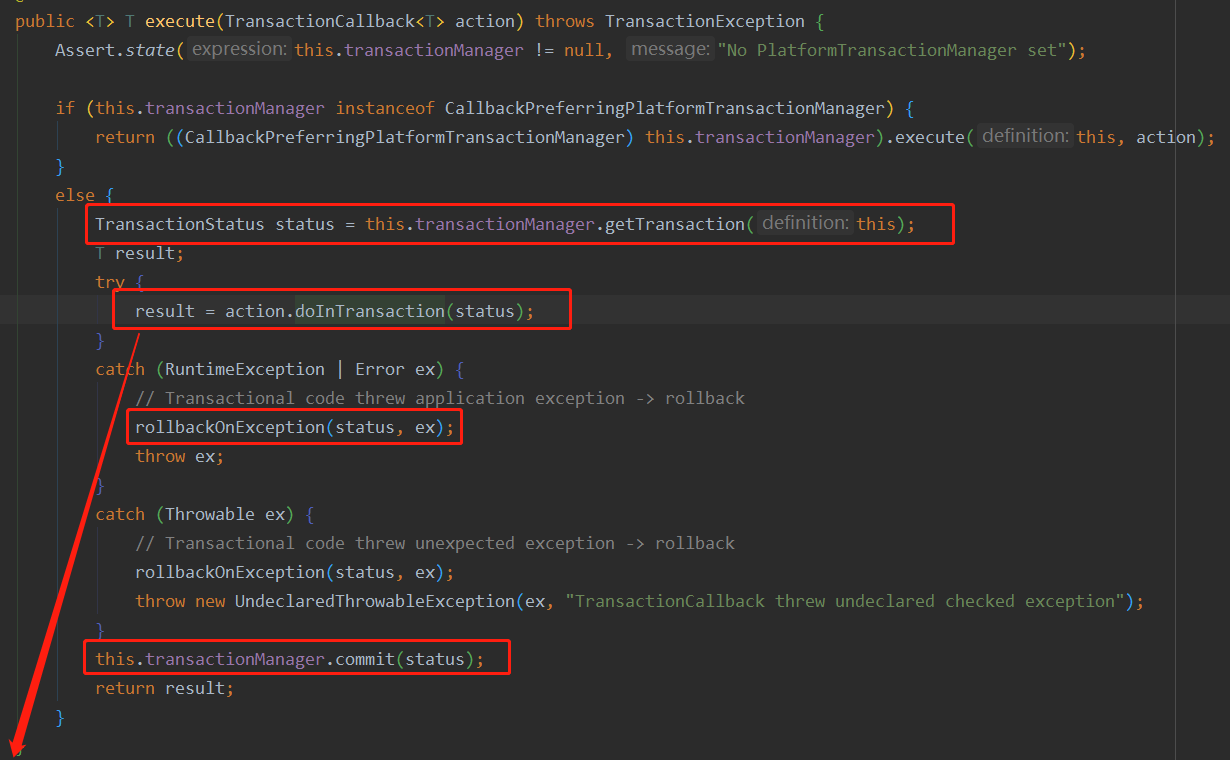 public <T> T execute(TransactionCallback<T> action) throws TransactionException {
Assert.state( expression: this.transactionManager != null, message: "No PlatformTransactionManager set");
if (this.transactionManager instanceof CallbackPreferringPlatformTransactionManager) {
return ((CallbackPreferringPlatformTransactionManager) this.transactionManager).execute( definition: this, action);
}
else {
TransactionStatus status = this.transactionManager.getTransaction( definition: this);
T result;
try {
result = action.doInTransaction(status);
}
catch (RuntimeException | Error ex) {
// Transactional code threw application exception -> rollback
rollbackOnException(status, ex);
throw ex;
}
catch (Throwable ex) {
// Transactional code threw unexpected exception -> rollback
rollbackOnException(status, ex);
throw new UndeclaredThrowableException(ex, "TransactionCallback threw undeclared checked exception");
}
this.transactionManager.commit(status);
return result;
}
}